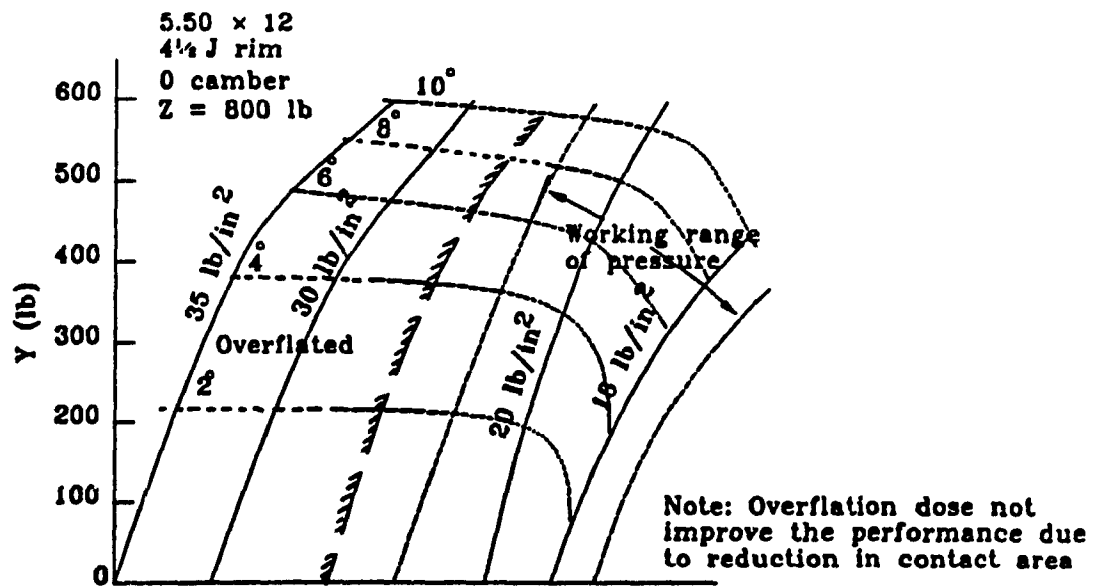 5.50 × 12
4½ J rim
0 camber
Z = 800 lb
10°
8°
6°
4°
2°
600
500
400
300
200
100
0
Y (lb)
35 lb/in²
30 lb/in²
20 lb/in²
18 lb/in²
Overflated
Working range
of pressure
Note: Overflation dose not
improve the performance due
to reduction in contact area